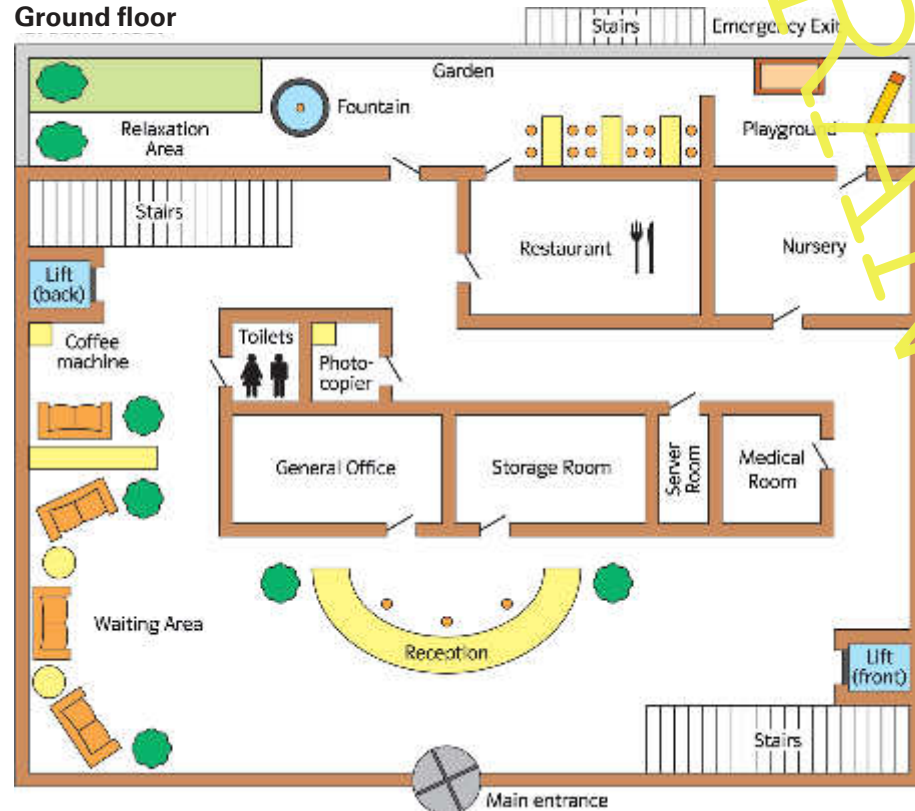 Ground floor
Stairs
Emergency Exit
Garden
Fountain
Relaxation
Area
Playground
Stairs
Restaurant
Nursery
Lift
(back)
Coffee
machine
Toilets
Photo-
copier
General Office
Storage Room
Server
Room
Medical
Room
Waiting Area
Reception
Lift
(front)
Stairs
Main entrance